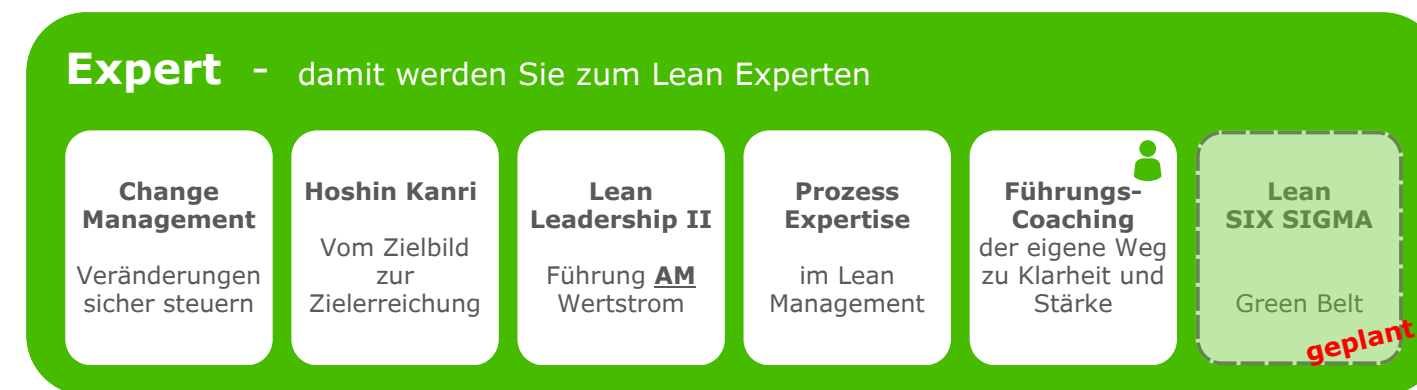 Expert - damit werden Sie zum Lean Experten
Change
Management
Veränderungen
sicher steuern
Hoshin Kanri
Vom Zielbild
zur
Zielerreichung
Lean
Leadership II
Führung AM
Wertstrom
Prozess
Expertise
im Lean
Management
Führungs-
Coaching
der eigene Weg
zu Klarheit und
Stärke
Lean
SIX SIGMA
Green Belt
geplant